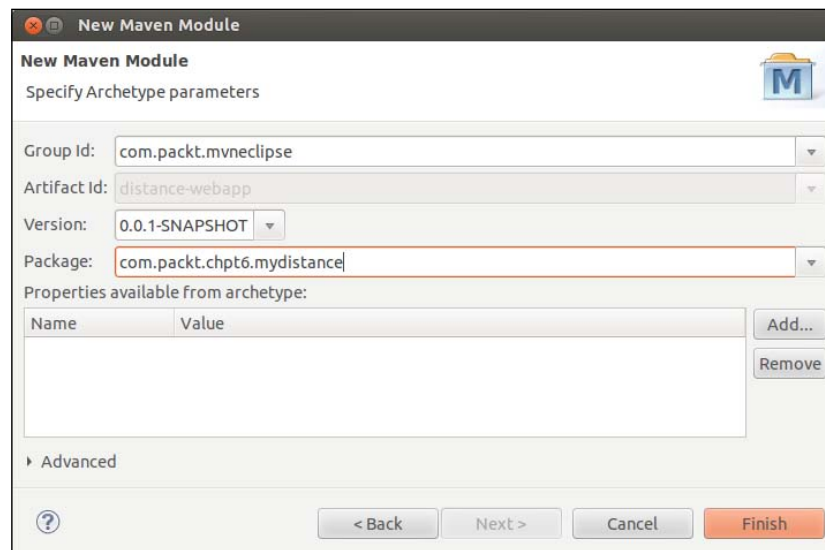 New Maven Module
New Maven Module
Specify Archetype parameters
M
Group Id: com.packt.mvneclipse
Artifact Id: distance-webapp
Version: 0.0.1-SNAPSHOT
Package: com.packt.chpt6.mydistance
Properties available from archetype:
Name Value
Add...
Remove
Advanced
? < Back Next > Cancel Finish